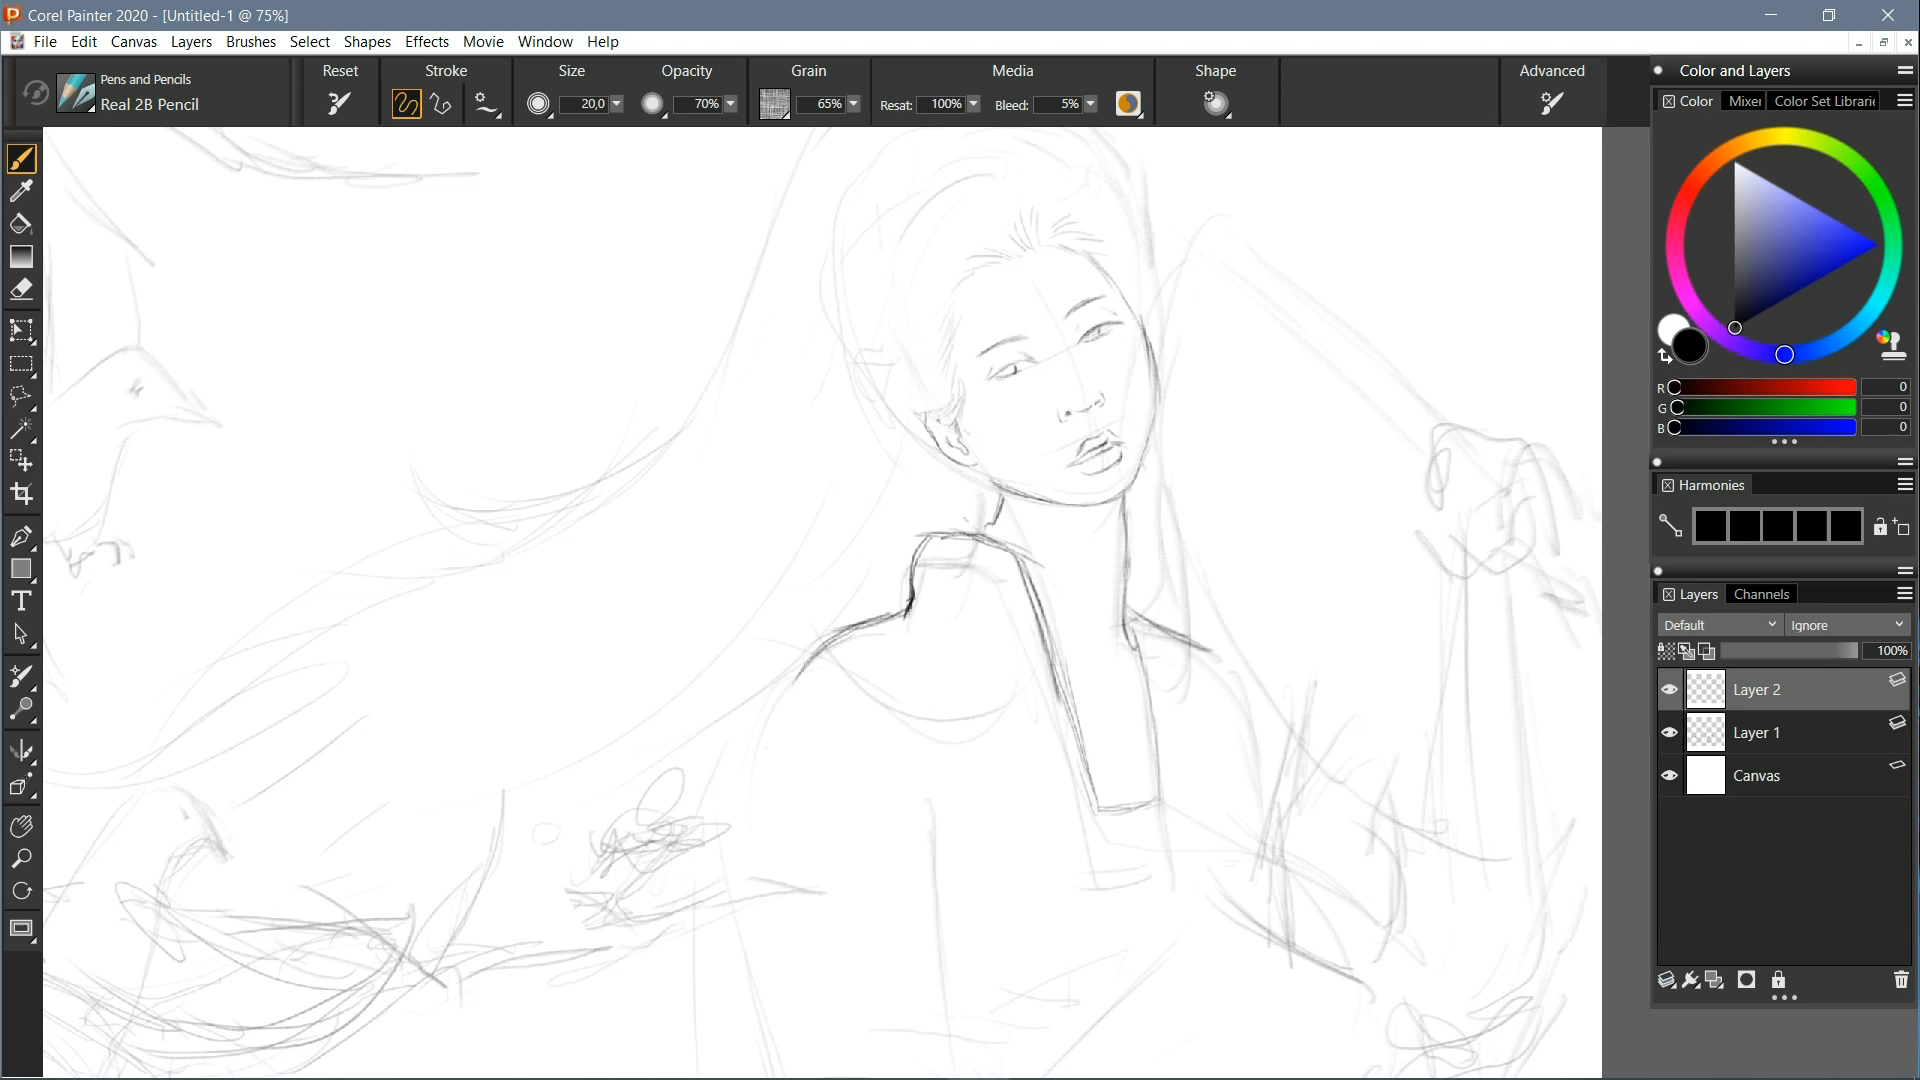 Corel Painter 2020 - [Untitled-1 @ 75%]
File Edit Canvas Layers Brushes Select Shapes Effects Movie Window Help
Pens and Pencils
Real 2B Pencil
Reset Stroke Size Opacity Grain Media Shape Advanced
20,0 70% 65% Resat: 100% Bleed: 5%
Color and Layers
Color Mixer Color Set Librarie
R 0
G 0
B 0
Harmonies
Layers Channels
Default Ignore
100%
Layer 2
Layer 1
Canvas